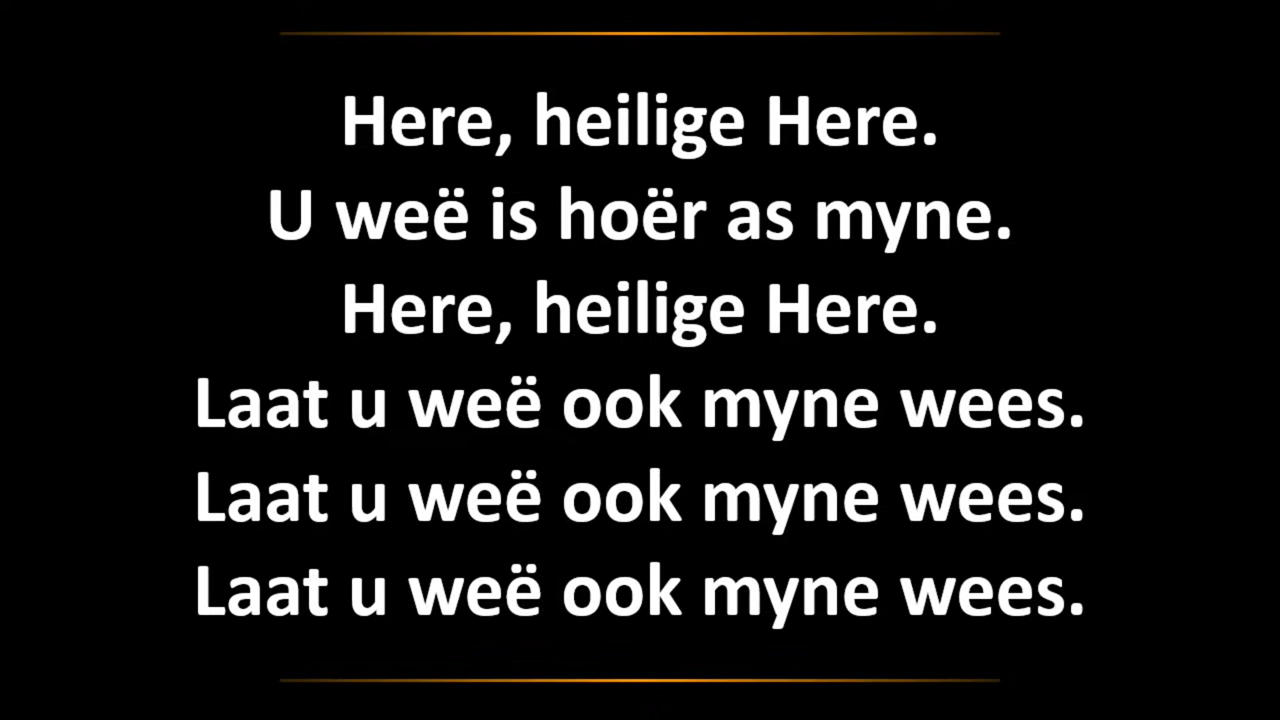 Here, heilige Here.
U weë is hoër as myne.
Here, heilige Here.
Laat u weë ook myne wees.
Laat u weë ook myne wees.
Laat u weë ook myne wees.